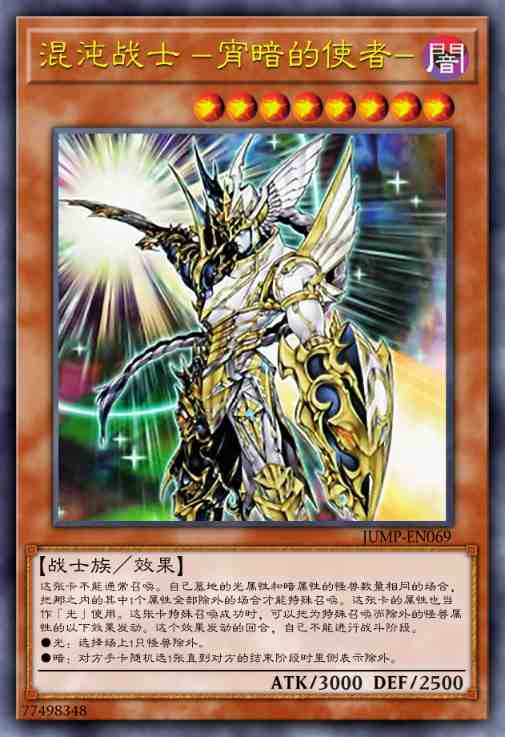 混沌战士 -宵暗的使者-
闇
JUMP-EN069
【战士族／效果】
这张卡不能通常召唤。自己墓地的光属性和暗属性的怪兽数量相同的场合，
把那之内的其中1个属性全部除外的场合才能特殊召唤。这张卡的属性也当
作「光」使用。这张卡特殊召唤成功时，可以把为特殊召唤而除外的怪兽属
性的以下效果发动。这个效果发动的回合，自己不能进行战斗阶段。
●光：选择场上1只怪兽除外。
●暗：对方手卡随机选1张直到对方的结束阶段时里侧表示除外。
ATK/3000 DEF/2500
77498348